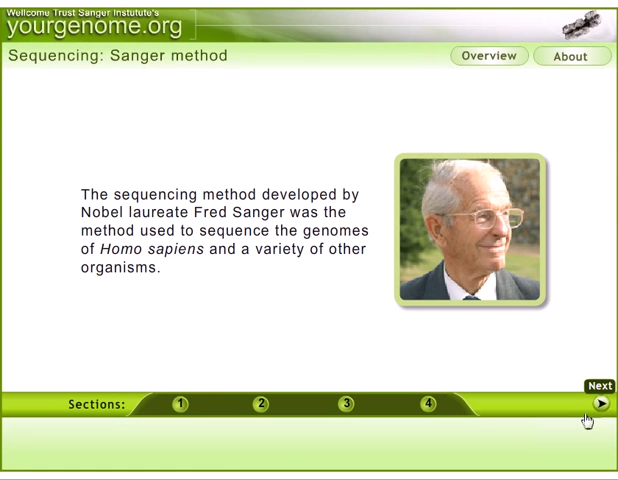 Wellcome Trust Sanger Instutute's
yourgenome.org
Sequencing: Sanger method
Overview
About
The sequencing method developed by
Nobel laureate Fred Sanger was the
method used to sequence the genomes
of Homo sapiens and a variety of other
organisms.
Next
Sections: 1 2 3 4